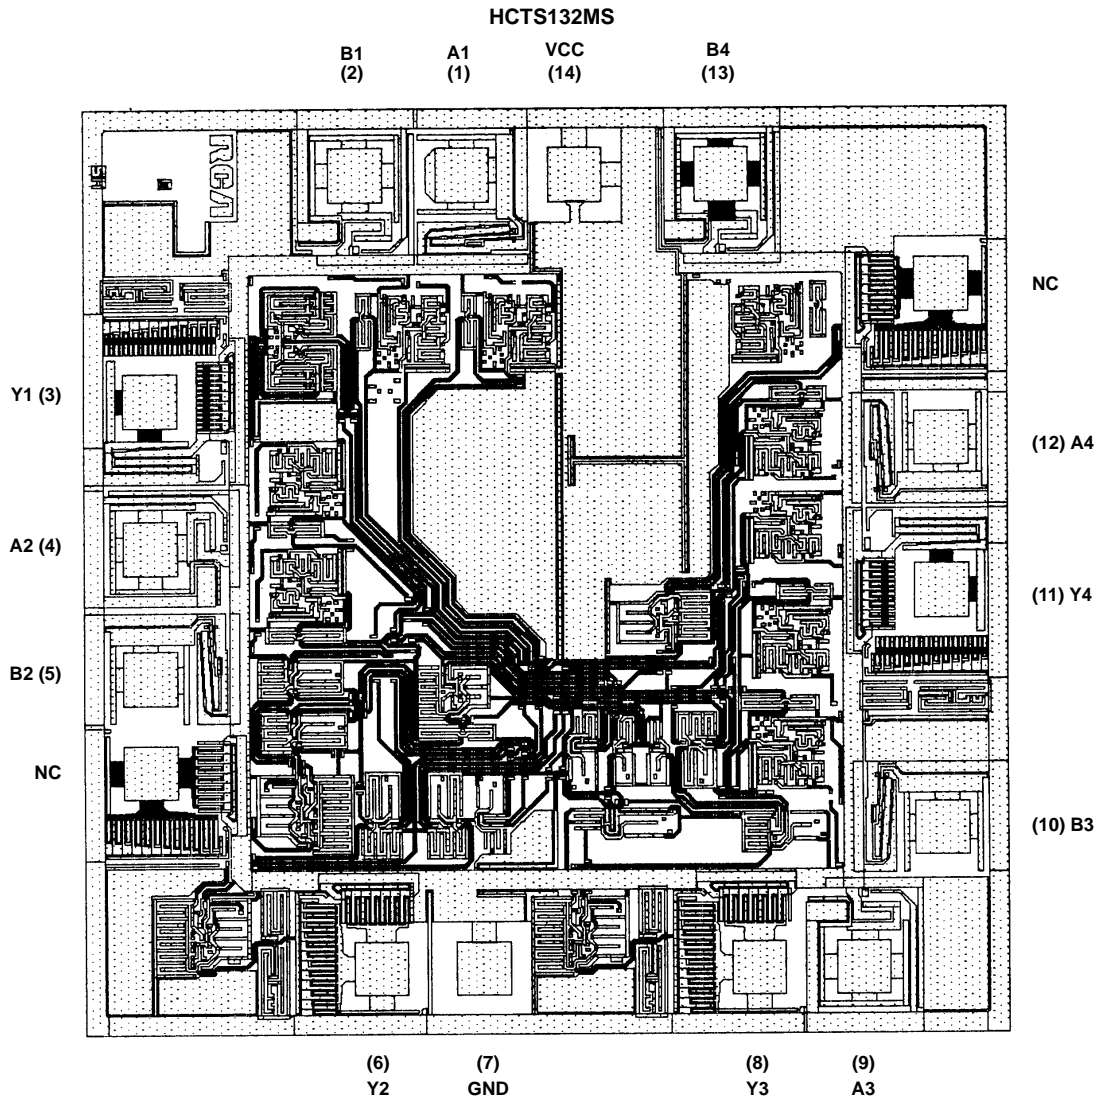 HCTS132MS
B1 A1 VCC B4
(2) (1) (14) (13)
RCA
NC
Y1 (3)
(12) A4
A2 (4)
(11) Y4
B2 (5)
NC
(10) B3
(6) (7) (8) (9)
Y2 GND Y3 A3